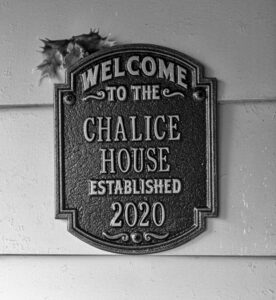 WELCOME
TO THE
CHALICE
HOUSE
ESTABLISHED
2020